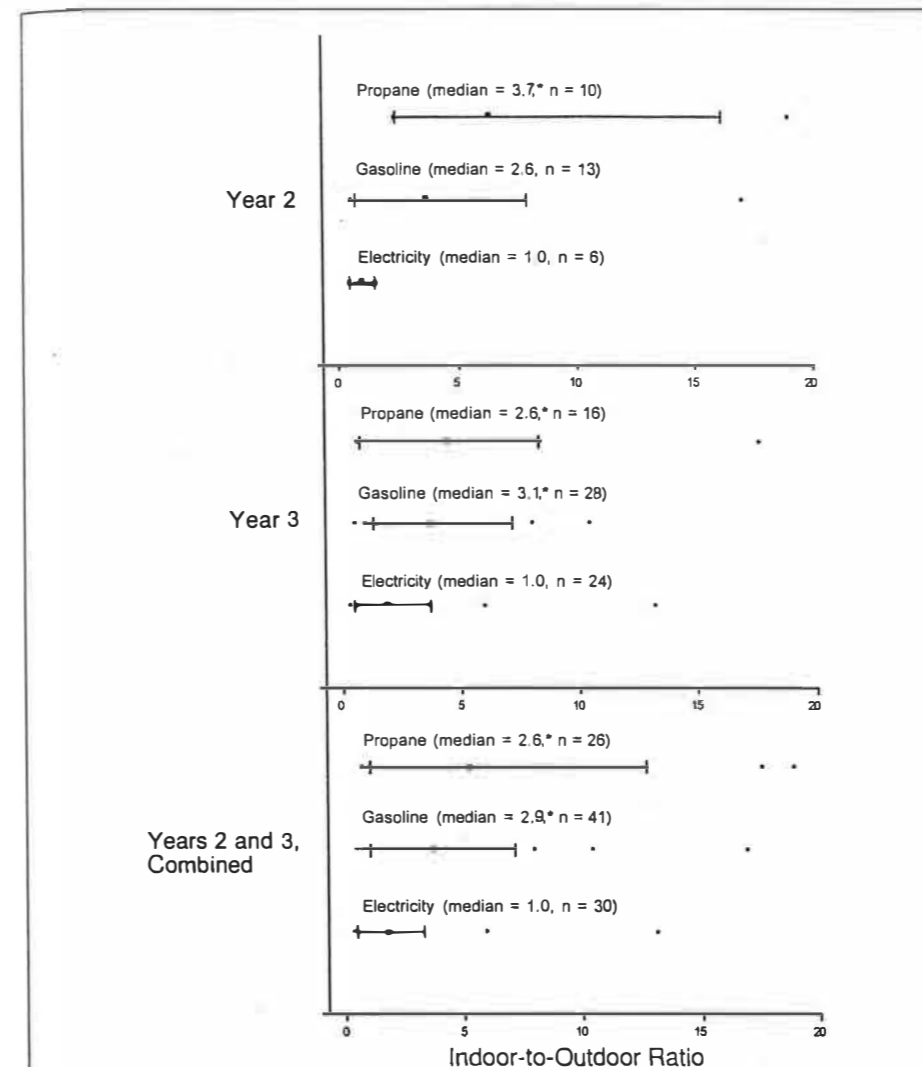 Propane (median = 3.7,* n = 10)
Gasoline (median = 2.6, n = 13)
Year 2
Electricity (median = 1 0, n = 6)
0 5 10 15 20
Propane (median = 2.6,* n = 16)
Gasoline (median = 3.1,* n = 28)
Year 3
Electricity (median = 1.0, n = 24)
0 5 10 15 20
Propane (median = 2.6,* n = 26)
Gasoline (median = 2.9,* n = 41)
Years 2 and 3,
Combined
Electricity (median = 1.0, n = 30)
0 5 10 15 20
Indoor-to-Outdoor Ratio